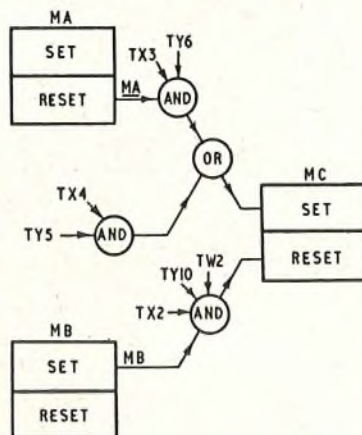 MA
SET
RESET
MA
TX3
TY6
AND
OR
TX4
TY5
AND
MC
SET
RESET
TW2
TY10
TX2
AND
MB
SET
MB
RESET